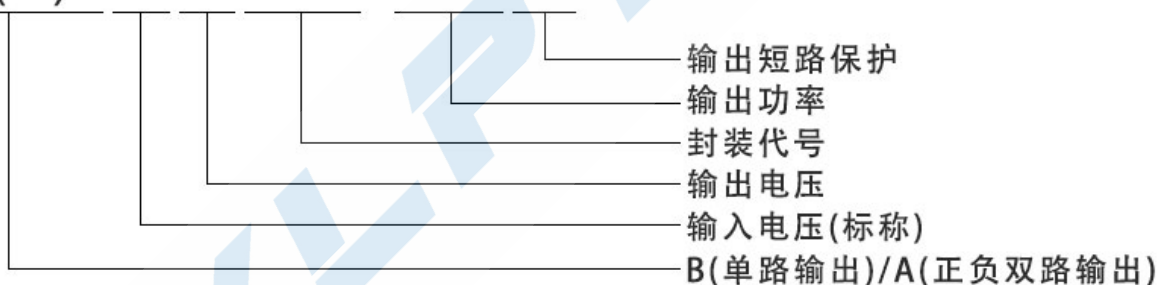 输出短路保护
输出功率
封装代号
输出电压
输入电压(标称)
B(单路输出)/A(正负双路输出)